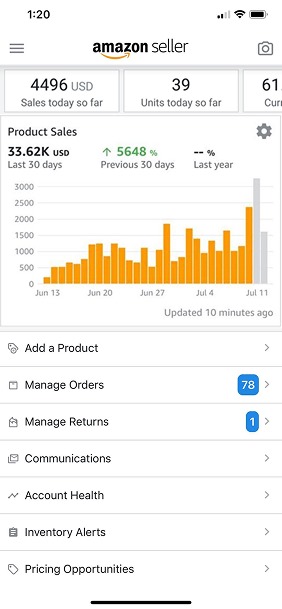 1:20
amazon seller
4496 USD
Sales today so far
39
Units today so far
61
Curr
Product Sales
33.62K USD
Last 30 days
↑ 5648 %
Previous 30 days
-- %
Last year
3000
2500
2000
1500
1000
500
0
Jun 13 Jun 20 Jun 27 Jul 4 Jul 11
Updated 10 minutes ago
Add a Product
Manage Orders 78
Manage Returns 1
Communications
Account Health
Inventory Alerts
Pricing Opportunities